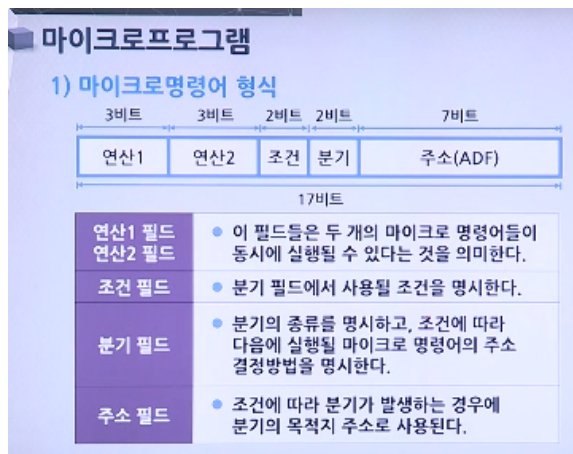 마이크로프로그램
1) 마이크로명령어 형식
3비트 3비트 2비트 2비트 7비트
연산1 연산2 조건 분기 주소(ADF)
17비트
연산1 필드
연산2 필드
이 필드들은 두 개의 마이크로 명령어들이
동시에 실행될 수 있다는 것을 의미한다.
조건 필드
분기 필드에서 사용될 조건을 명시한다.
분기 필드
분기의 종류를 명시하고, 조건에 따라
다음에 실행될 마이크로 명령어의 주소
결정방법을 명시한다.
주소 필드
조건에 따라 분기가 발생하는 경우에
분기의 목적지 주소로 사용된다.